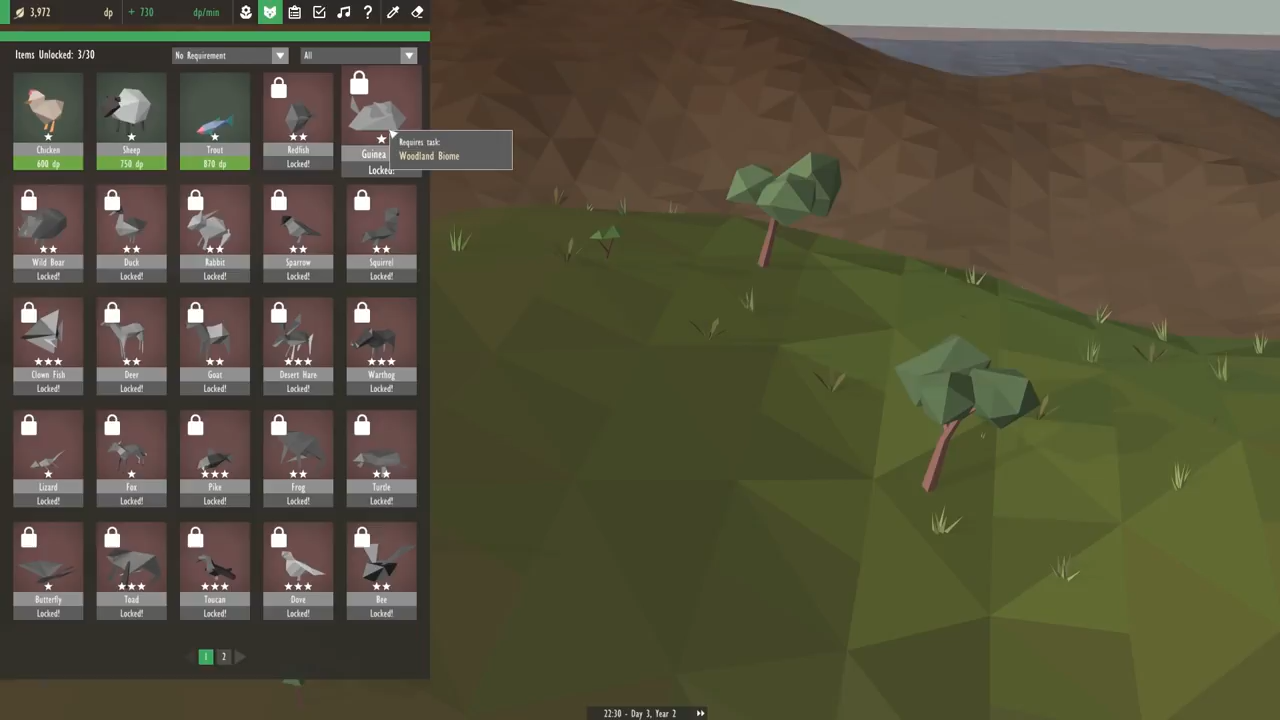 3,972 dp + 730 dp/min ?
Items Unlocked: 3/30 No Requirement All
Chicken Sheep Trout Redfish Guinea
600 dp 750 dp 870 dp Locked! Locked!
Requires task:
Woodland Biome
Wild Boar Duck Rabbit Sparrow Squirrel
Locked! Locked! Locked! Locked! Locked!
Clown Fish Deer Goat Desert Hare Warthog
Locked! Locked! Locked! Locked! Locked!
Lizard Fox Pike Frog Turtle
Locked! Locked! Locked! Locked! Locked!
Butterfly Toad Toucan Dove Bee
Locked! Locked! Locked! Locked! Locked!
1 2
22:30 - Day 3, Year 2